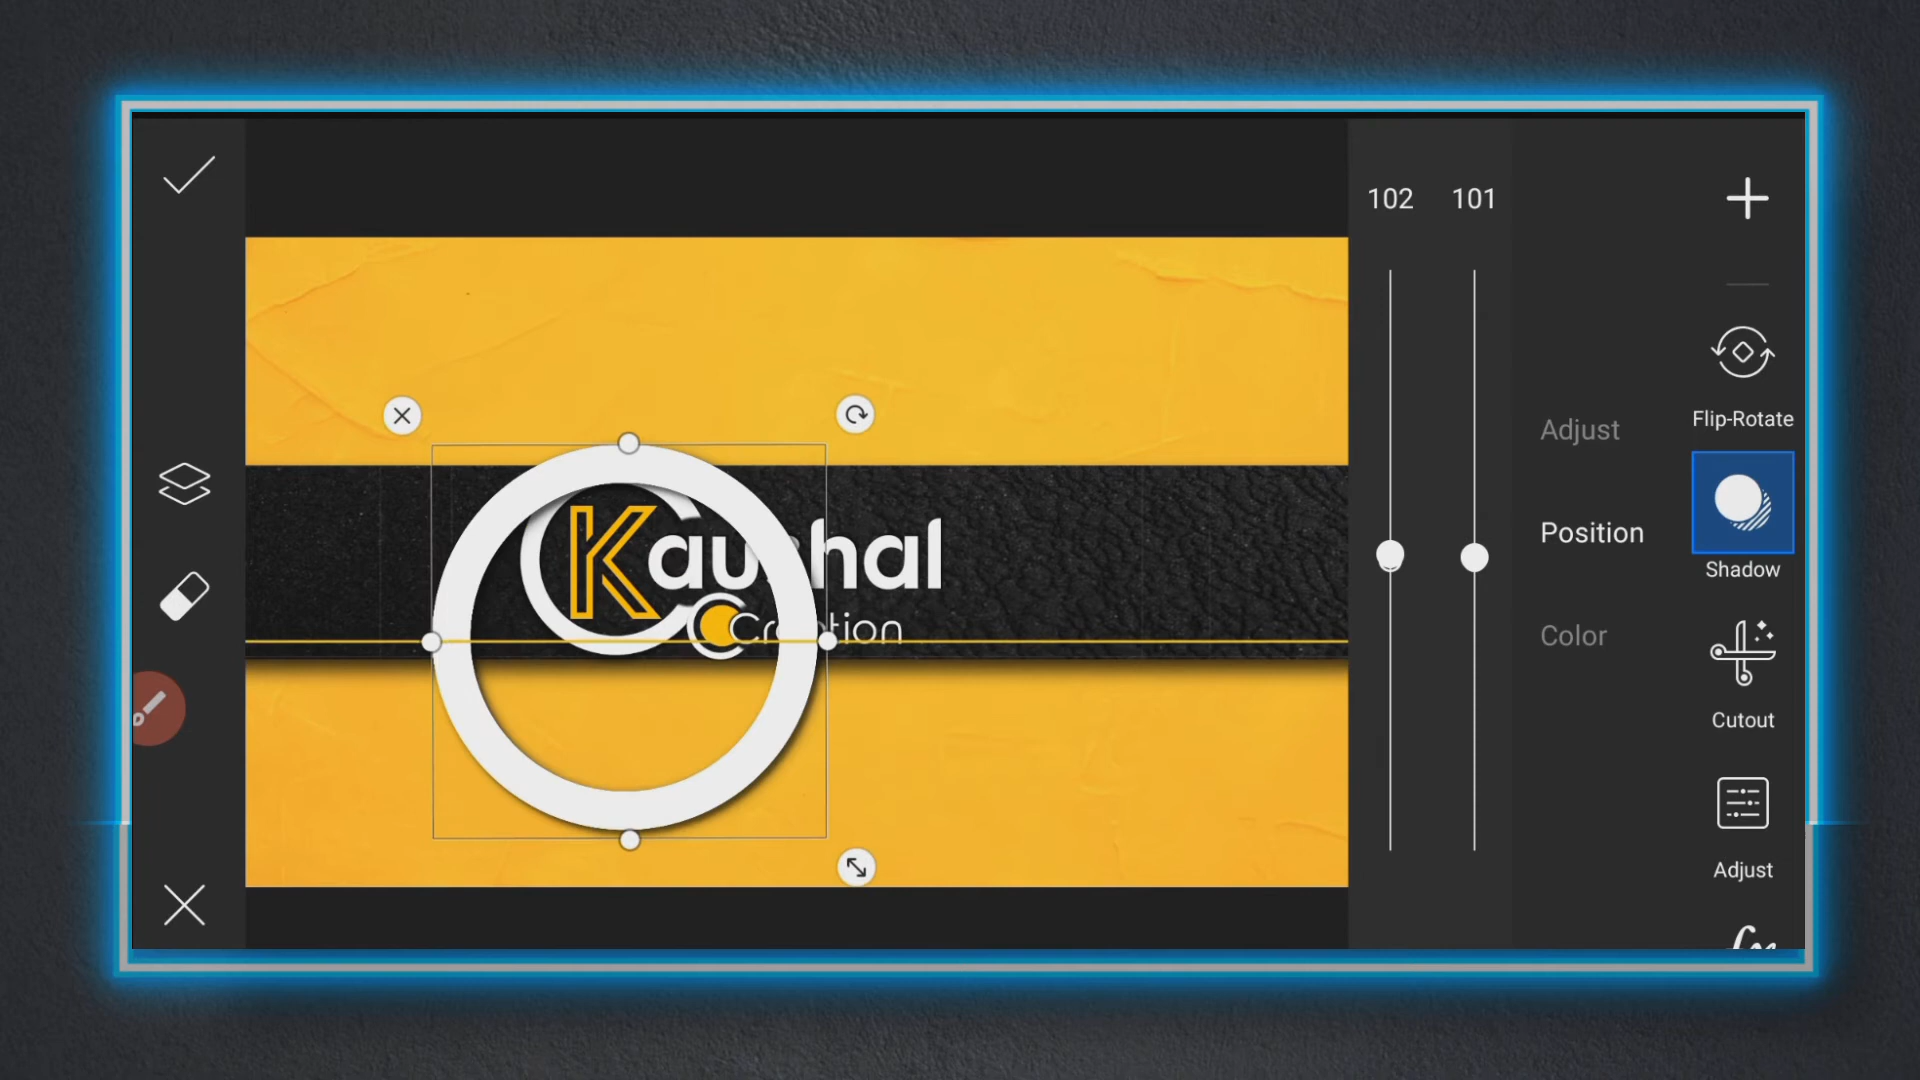 102 101
Flip-Rotate
Adjust
Position
Shadow
Color
Cutout
Adjust
Kaushal
Creation